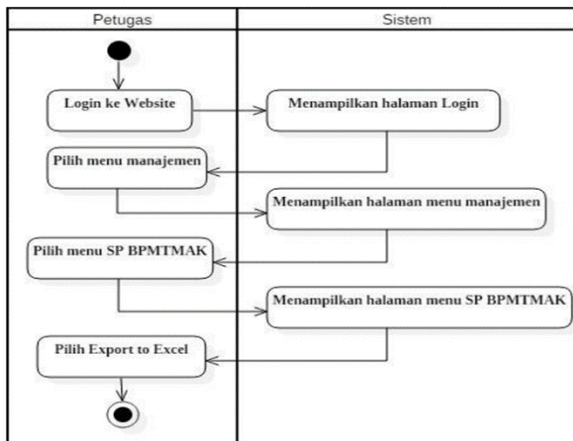 Petugas
Sistem
Login ke Website
Menampilkan halaman Login
Pilih menu manajemen
Menampilkan halaman menu manajemen
Pilih menu SP BPMTMAK
Menampilkan halaman menu SP BPMTMAK
Pilih Export to Excel